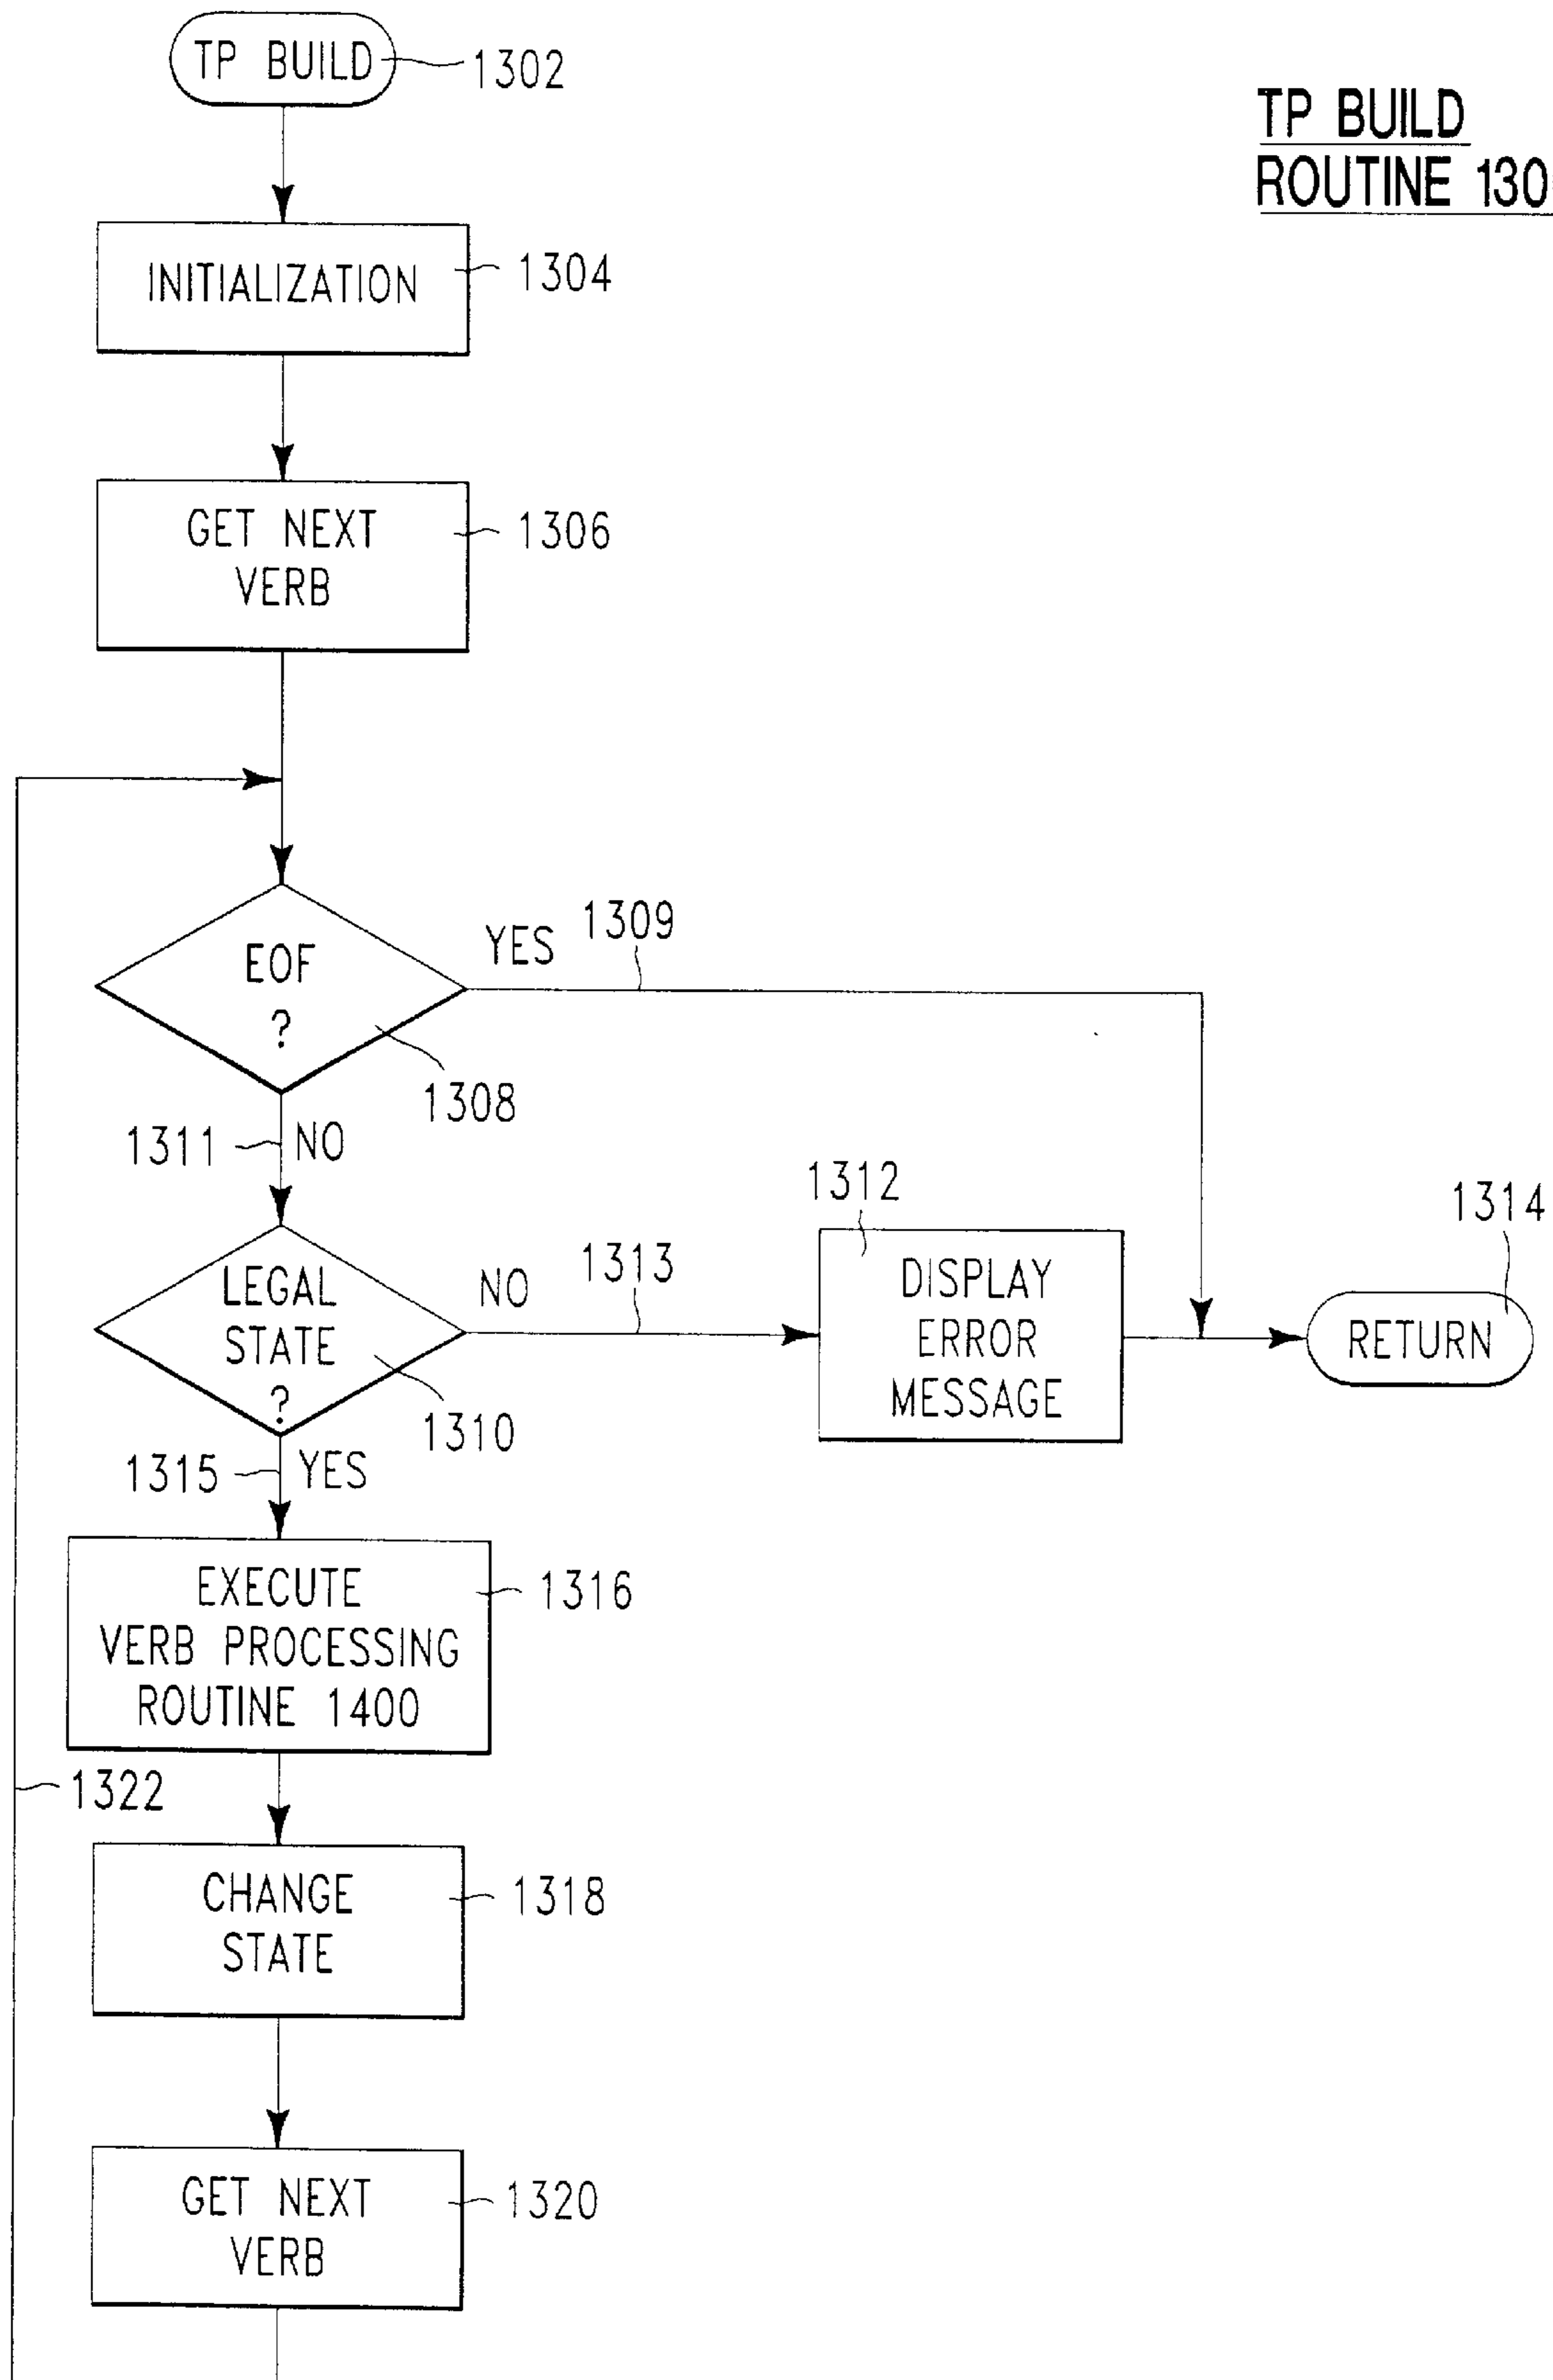 TP BUILD
1302
TP BUILD
ROUTINE 130
INITIALIZATION
1304
GET NEXT
VERB
1306
EOF
?
YES
1309
1308
1311
NO
LEGAL
STATE
?
NO
1313
1310
1312
DISPLAY
ERROR
MESSAGE
1314
RETURN
1315
YES
EXECUTE
VERB PROCESSING
ROUTINE 1400
1316
1322
CHANGE
STATE
1318
GET NEXT
VERB
1320